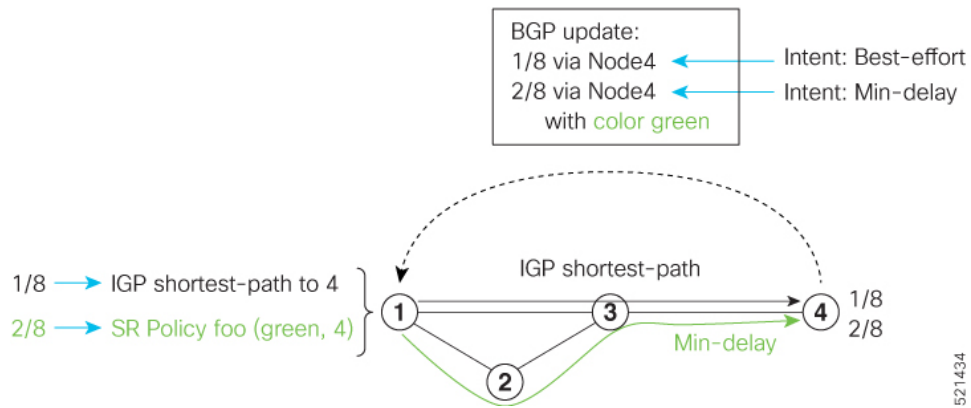 BGP update:
1/8 via Node4
Intent: Best-effort
2/8 via Node4
Intent: Min-delay
with color green
1/8
IGP shortest-path to 4
2/8
SR Policy foo (green, 4)
IGP shortest-path
1
3
4
1/8
2/8
Min-delay
2
521434